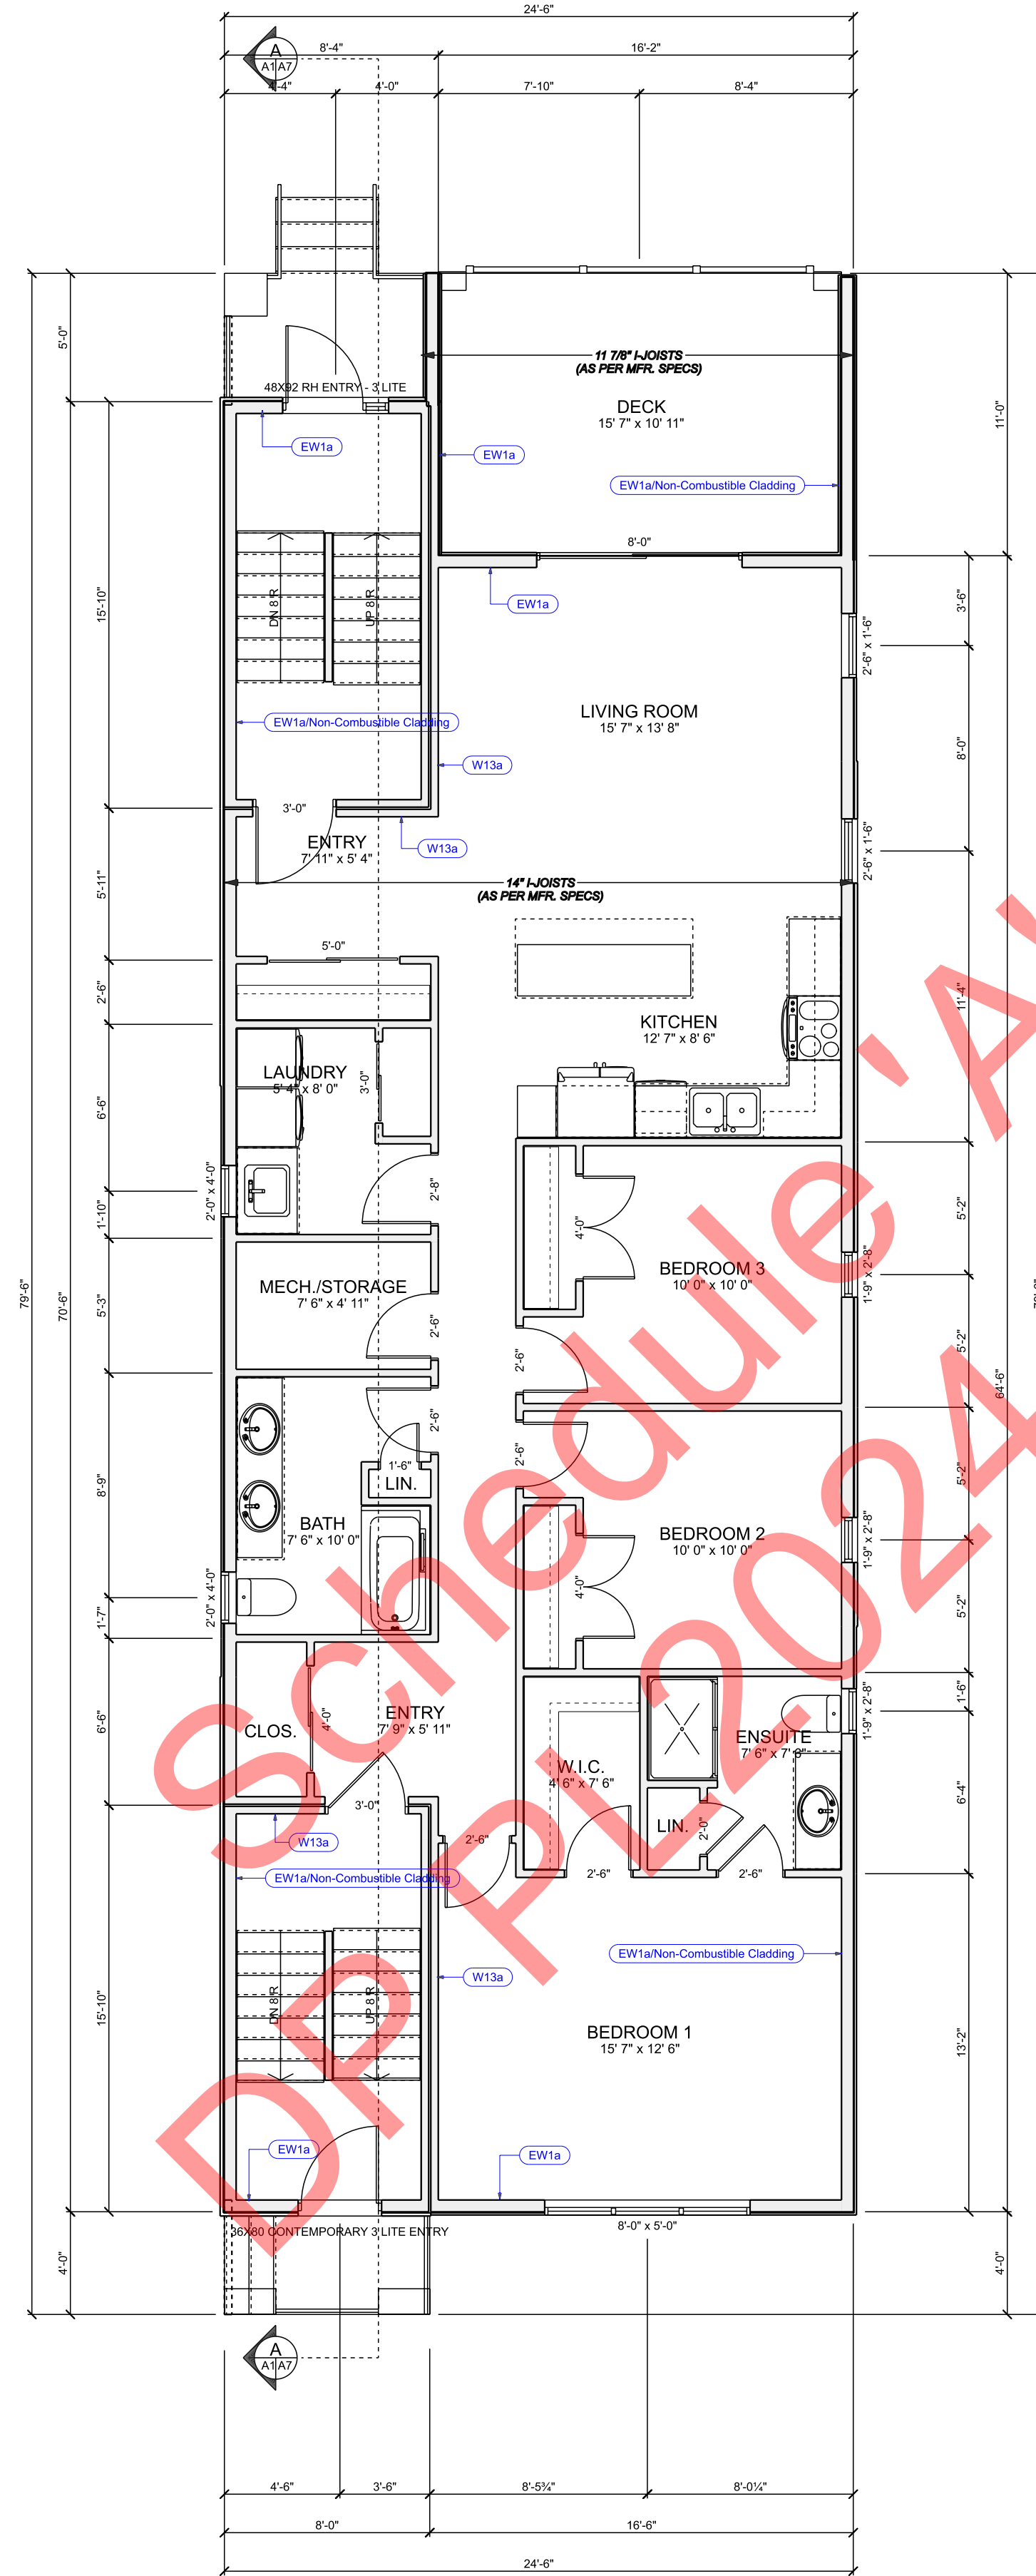 24'-6"
8'-4"
16'-2"
A
A1 A7
4'-4"
4'-0"
7'-10"
8'-4"
5'-0"
48X92 RH ENTRY - 3 LITE
11 7/8" I-JOISTS
(AS PER MFR. SPECS)
DECK
15' 7" x 10' 11"
11'-0"
EW1a
EW1a
EW1a/Non-Combustible Cladding
8'-0"
15'-10"
DN 8 R
UP 8 R
EW1a
3'-6"
2'-6" x 1'-6"
LIVING ROOM
15' 7" x 13' 8"
EW1a/Non-Combustible Cladding
8'-0"
W13a
3'-0"
ENTRY
7' 11" x 5' 4"
W13a
2'-6" x 1'-6"
5'-11"
14" I-JOISTS
(AS PER MFR. SPECS)
5'-0"
2'-6"
11'-4"
KITCHEN
12' 7" x 8' 6"
LAUNDRY
5' 4" x 8' 0"
3'-0"
6'-6"
2'-0" x 4'-0"
1'-10"
2'-8"
4'-0"
5'-2"
BEDROOM 3
10' 0" x 10' 0"
1'-9" x 2'-8"
MECH./STORAGE
7' 6" x 4' 11"
79'-6"
70'-6"
5'-3"
2'-6"
2'-6"
5'-2"
64'-6"
2'-6"
2'-6"
1'-6"
LIN.
8'-9"
5'-2"
BATH
7' 6" x 10' 0"
BEDROOM 2
10' 0" x 10' 0"
1'-9" x 2'-8"
4'-0"
2'-0" x 4'-0"
1'-7"
5'-2"
CLOS.
4'-0"
ENTRY
7' 9" x 5' 11"
6'-6"
1'-6"
1'-9" x 2'-8"
ENSUITE
W.I.C.
4' 6" x 7' 6"
LIN.
2'-0"
6'-4"
3'-0"
W13a
2'-6"
2'-6"
2'-6"
EW1a/Non-Combustible Cladding
EW1a/Non-Combustible Cladding
W13a
15'-10"
DN 8 R
UP 8 R
BEDROOM 1
15' 7" x 12' 6"
13'-2"
EW1a
EW1a
36X80 CONTEMPORARY 3 LITE ENTRY
8'-0" x 5'-0"
4'-0"
4'-0"
A
A1 A7
4'-6"
3'-6"
8'-5¾"
8'-0¼"
8'-0"
16'-6"
24'-6"
Schedule 'A'
DP PL2024